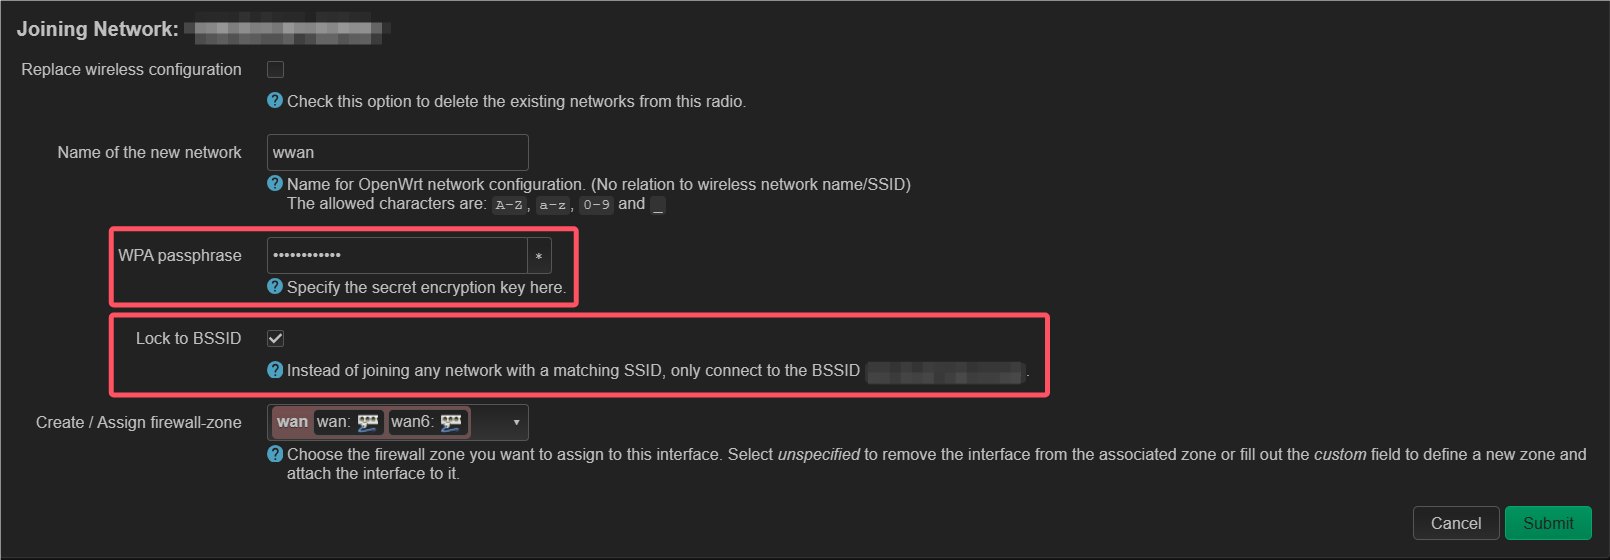 Joining Network:
Replace wireless configuration
Check this option to delete the existing networks from this radio.
Name of the new network wwan
Name for OpenWrt network configuration. (No relation to wireless network name/SSID)
The allowed characters are: A-Z, a-z, 0-9 and _
WPA passphrase •••••••••••• *
Specify the secret encryption key here.
Lock to BSSID
Instead of joining any network with a matching SSID, only connect to the BSSID .
Create / Assign firewall-zone wan wan: wan6:
Choose the firewall zone you want to assign to this interface. Select unspecified to remove the interface from the associated zone or fill out the custom field to define a new zone and
attach the interface to it.
Cancel Submit